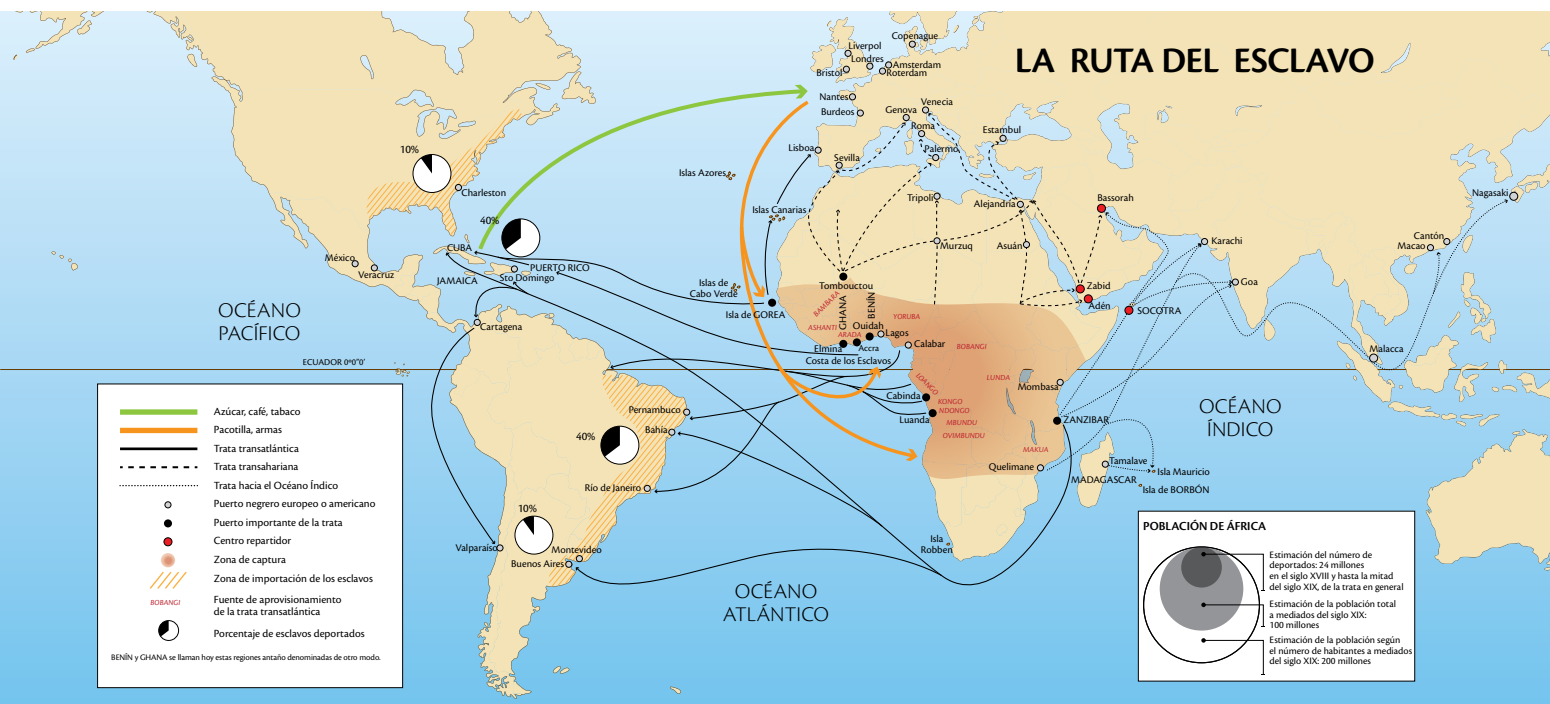 LA RUTA DEL ESCLAVO
Copenague
Liverpol
Londres
Amsterdam
Bristol
Roterdam
Nantes
Burdeos
Venecia
Genova
Roma
Estambul
Lisboa
Sevilla
Palermo
Islas Azores
10%
Charleston
Islas Canarias
Tripoli
Alejandria
Bassorah
Nagasaki
40%
CUBA
México
Veracruz
PUERTO RICO
JAMAICA
Sto Domingo
Murzuq
Asuán
Karachi
Cantón
Macao
Islas de
Cabo Verde
Tombouctou
Zabid
Adén
Goa
SOCOTRA
Isla de GOREA
BAMBARA
GHANA
BENÍN
YORUBA
ASHANTI
ARADA
Ouidah
Lagos
Elmina
Accra
Calabar
BOBANGI
Costa de los Esclavos
Cartagena
OCÉANO
PACÍFICO
ECUADOR 0º0'0'
Malacca
LOANGO
LUNDA
Mombasa
Cabinda
KONGO
NDONGO
Luanda
MBUNDU
OVIMBUNDU
ZANZIBAR
MAKUA
OCÉANO
ÍNDICO
Pernambuco
Bahía
40%
Río de Janeiro
Quelimane
Tamalave
Isla Mauricio
MADAGASCAR
Isla de BORBÓN
10%
Valparaíso
Montevideo
Buenos Aires
Isla
Robben
OCÉANO
ATLÁNTICO
Azúcar, café, tabaco
Pacotilla, armas
Trata transatlántica
Trata transahariana
Trata hacia el Océano Índico
Puerto negrero europeo o americano
Puerto importante de la trata
Centro repartidor
Zona de captura
Zona de importación de los esclavos
BOBANGI
Fuente de aprovisionamiento
de la trata transatlántica
Porcentaje de esclavos deportados
BENÍN y GHANA se llaman hoy estas regiones antaño denominadas de otro modo.
POBLACIÓN DE ÁFRICA
Estimación del número de
deportados: 24 millones
en el siglo XVIII y hasta la mitad
del siglo XIX, de la trata en general
Estimación de la población total
a mediados del siglo XIX:
100 millones
Estimación de la población según
el número de habitantes a mediados
del siglo XIX: 200 millones